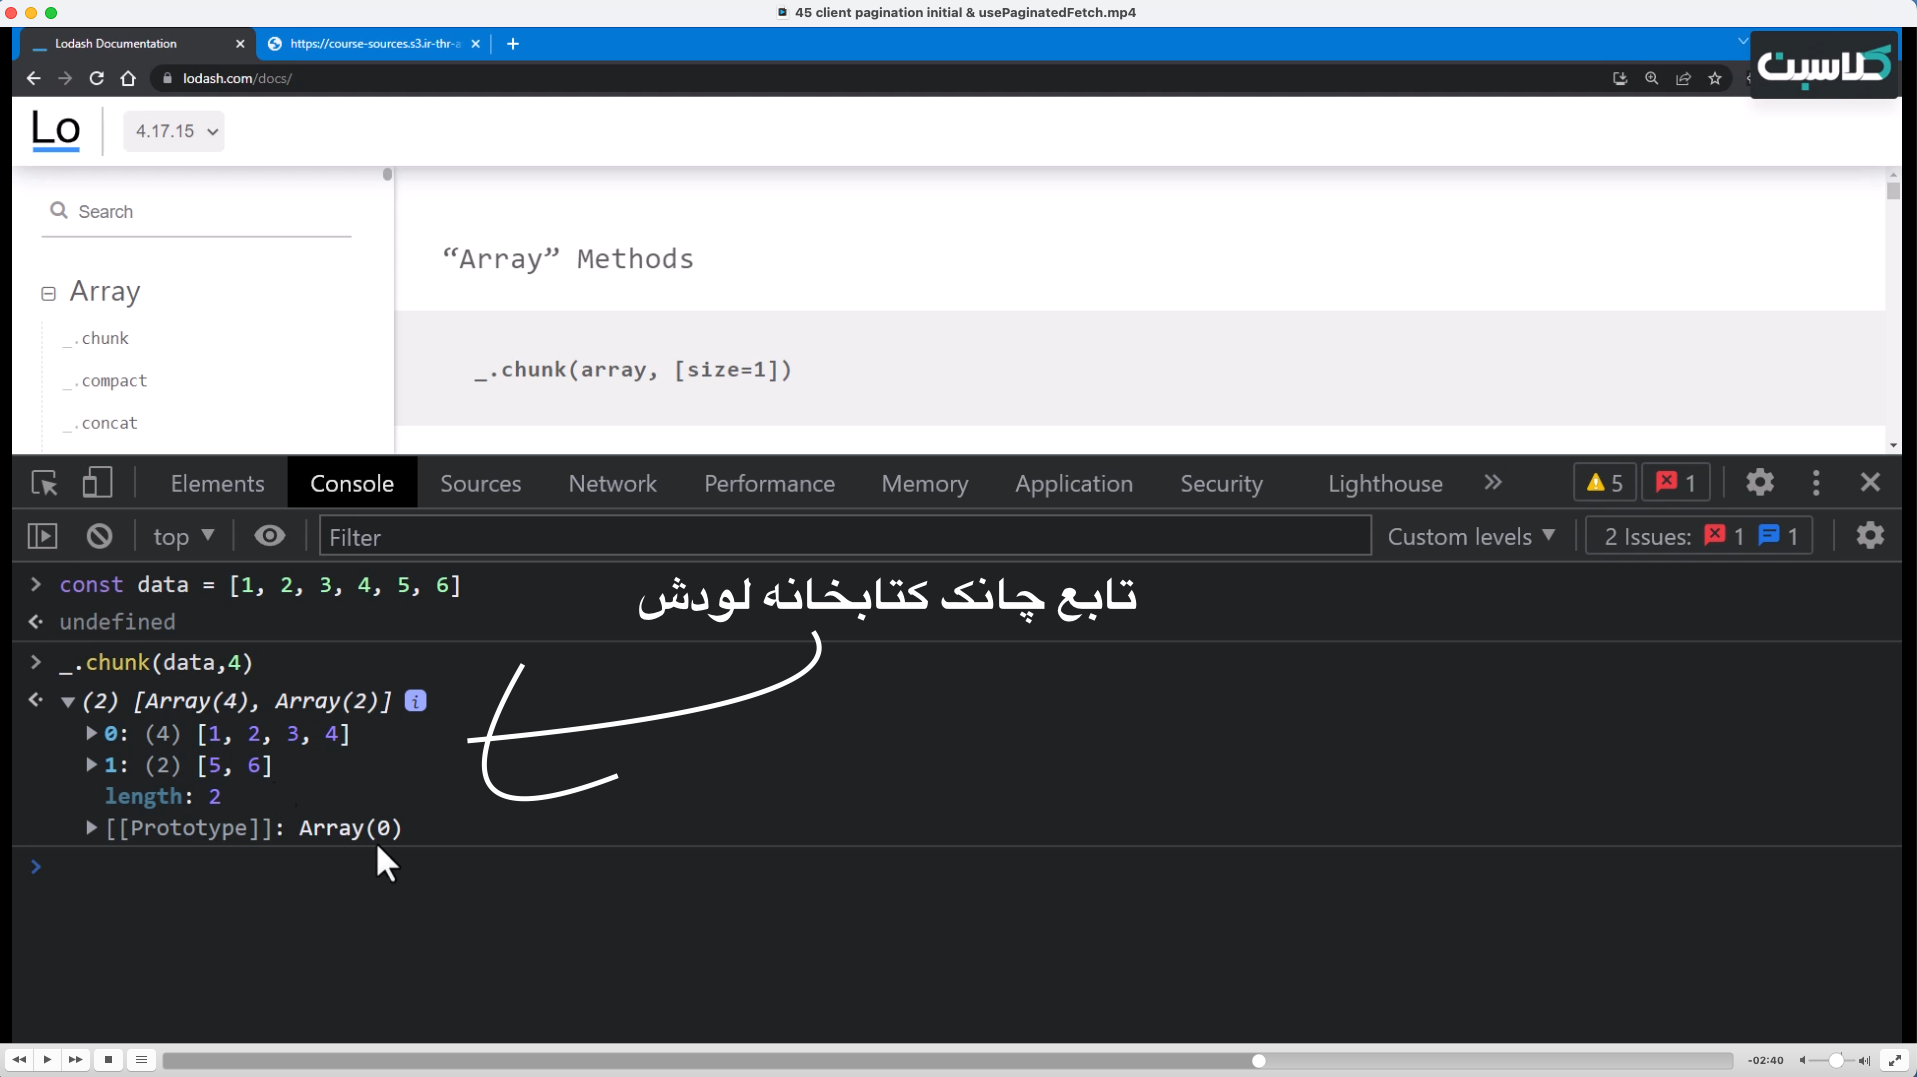 45 client pagination initial & usePaginatedFetch.mp4
Lodash Documentation
https://course-sources.s3.ir-thr-a
کلاسیت
lodash.com/docs/
Lo
4.17.15
Search
“Array” Methods
Array
_.chunk
_.chunk(array, [size=1])
_.compact
_.concat
Elements Console Sources Network Performance Memory Application Security Lighthouse » 5 1
top Filter Custom levels 2 Issues: 1 1
> const data = [1, 2, 3, 4, 5, 6]
تابع چانک کتابخانه لودش
undefined
> _.chunk(data,4)
(2) [Array(4), Array(2)] i
0: (4) [1, 2, 3, 4]
1: (2) [5, 6]
length: 2
[[Prototype]]: Array(0)
>
-02:40